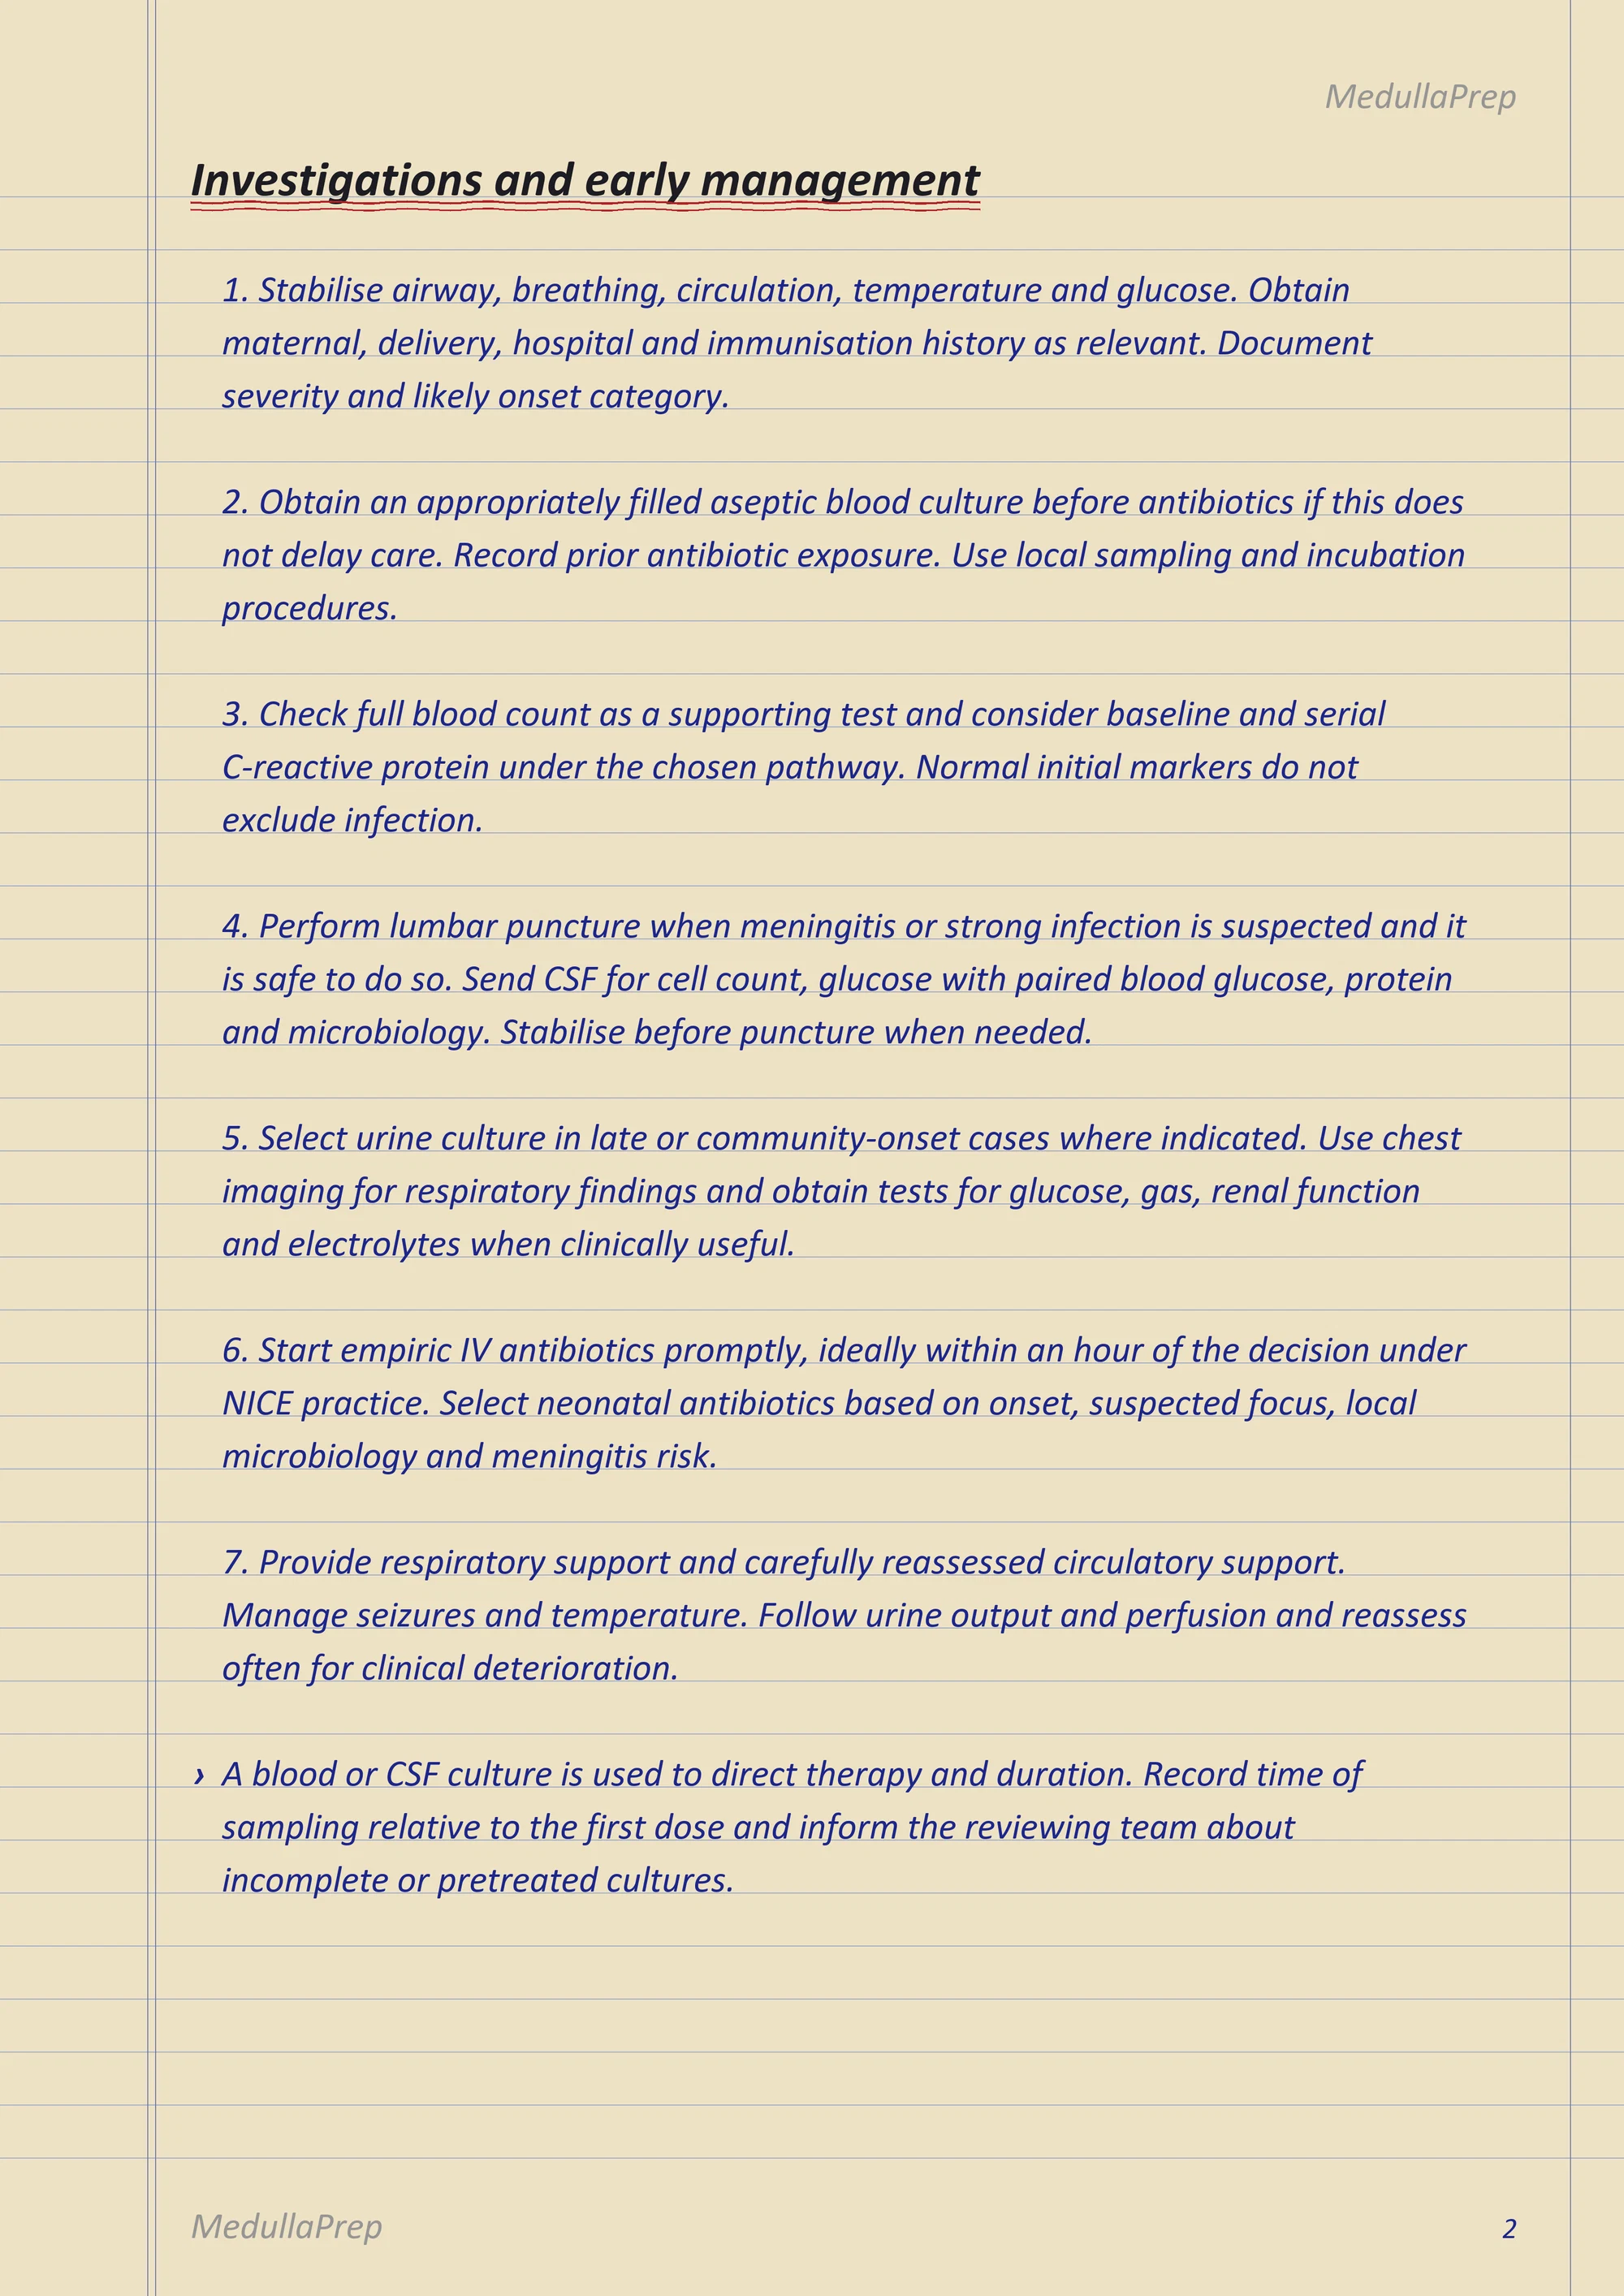 MedullaPrep
Investigations and early management
1. Stabilise airway, breathing, circulation, temperature and glucose. Obtain
maternal, delivery, hospital and immunisation history as relevant. Document
severity and likely onset category.
2. Obtain an appropriately filled aseptic blood culture before antibiotics if this does
not delay care. Record prior antibiotic exposure. Use local sampling and incubation
procedures.
3. Check full blood count as a supporting test and consider baseline and serial
C-reactive protein under the chosen pathway. Normal initial markers do not
exclude infection.
4. Perform lumbar puncture when meningitis or strong infection is suspected and it
is safe to do so. Send CSF for cell count, glucose with paired blood glucose, protein
and microbiology. Stabilise before puncture when needed.
5. Select urine culture in late or community-onset cases where indicated. Use chest
imaging for respiratory findings and obtain tests for glucose, gas, renal function
and electrolytes when clinically useful.
6. Start empiric IV antibiotics promptly, ideally within an hour of the decision under
NICE practice. Select neonatal antibiotics based on onset, suspected focus, local
microbiology and meningitis risk.
7. Provide respiratory support and carefully reassessed circulatory support.
Manage seizures and temperature. Follow urine output and perfusion and reassess
often for clinical deterioration.
› A blood or CSF culture is used to direct therapy and duration. Record time of
sampling relative to the first dose and inform the reviewing team about
incomplete or pretreated cultures.
MedullaPrep
2